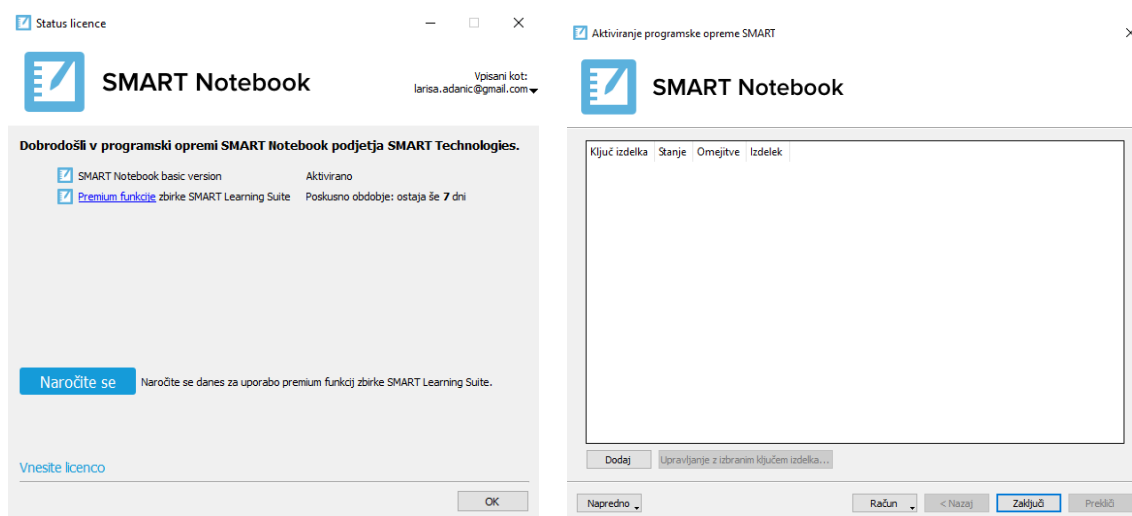 Status licence
SMART Notebook
Vpisani kot:
larisa.adanic@gmail.com
Dobrodošli v programski opremi SMART Notebook podjetja SMART Technologies.
SMART Notebook basic version Aktivirano
Premium funkcije zbirke SMART Learning Suite Poskusno obdobje: ostaja še 7 dni
Naročite se Naročite se danes za uporabo premium funkcij zbirke SMART Learning Suite.
Vnesite licenco
OK
Aktiviranje programske opreme SMART
SMART Notebook
Ključ izdelka Stanje Omejitve Izdelek
Dodaj Upravljanje z izbranim ključem izdelka...
Napredno Račun < Nazaj Zaključi Prekliči